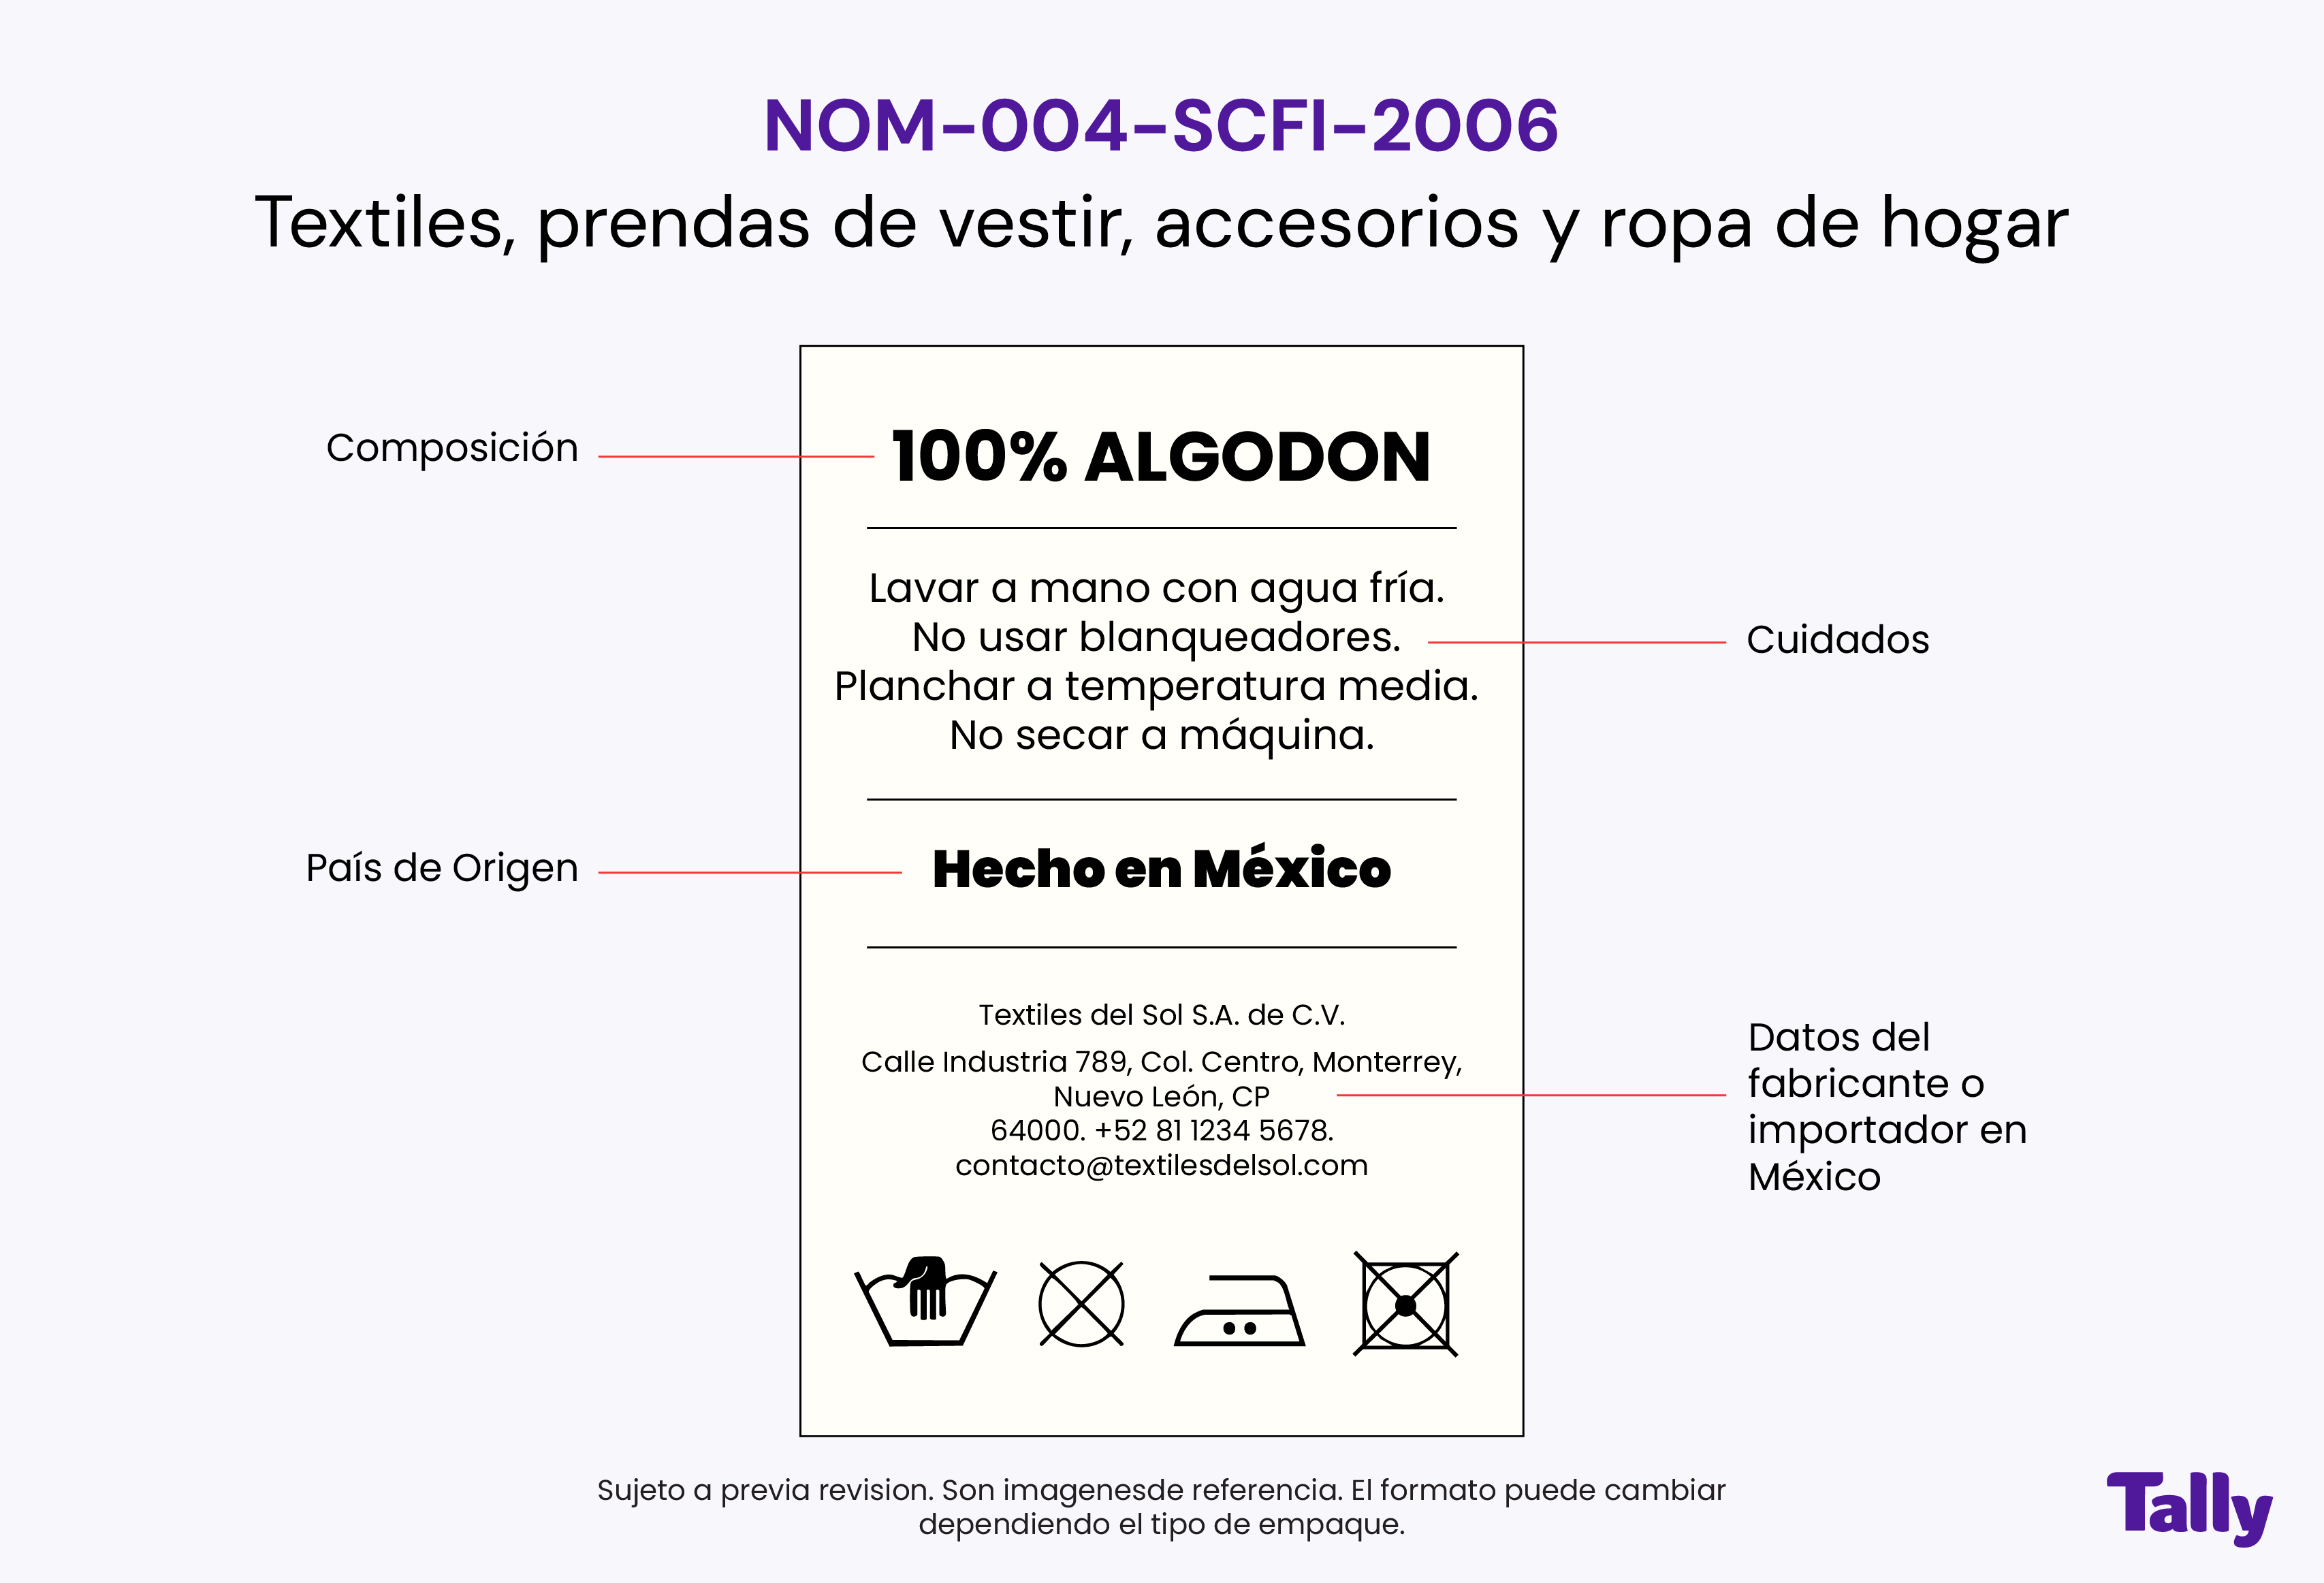 NOM-004-SCFI-2006
Textiles, prendas de vestir, accesorios y ropa de hogar
Composición
100% ALGODON
Lavar a mano con agua fría.
No usar blanqueadores.
Cuidados
Planchar a temperatura media.
No secar a máquina.
País de Origen
Hecho en México
Textiles del Sol S.A. de C.V.
Calle Industria 789, Col. Centro, Monterrey,
Nuevo León, CP
64000. +52 81 1234 5678.
contacto@textilesdelsol.com
Datos del
fabricante o
importador en
México
Sujeto a previa revision. Son imagenesde referencia. El formato puede cambiar
dependiendo el tipo de empaque.
Tally